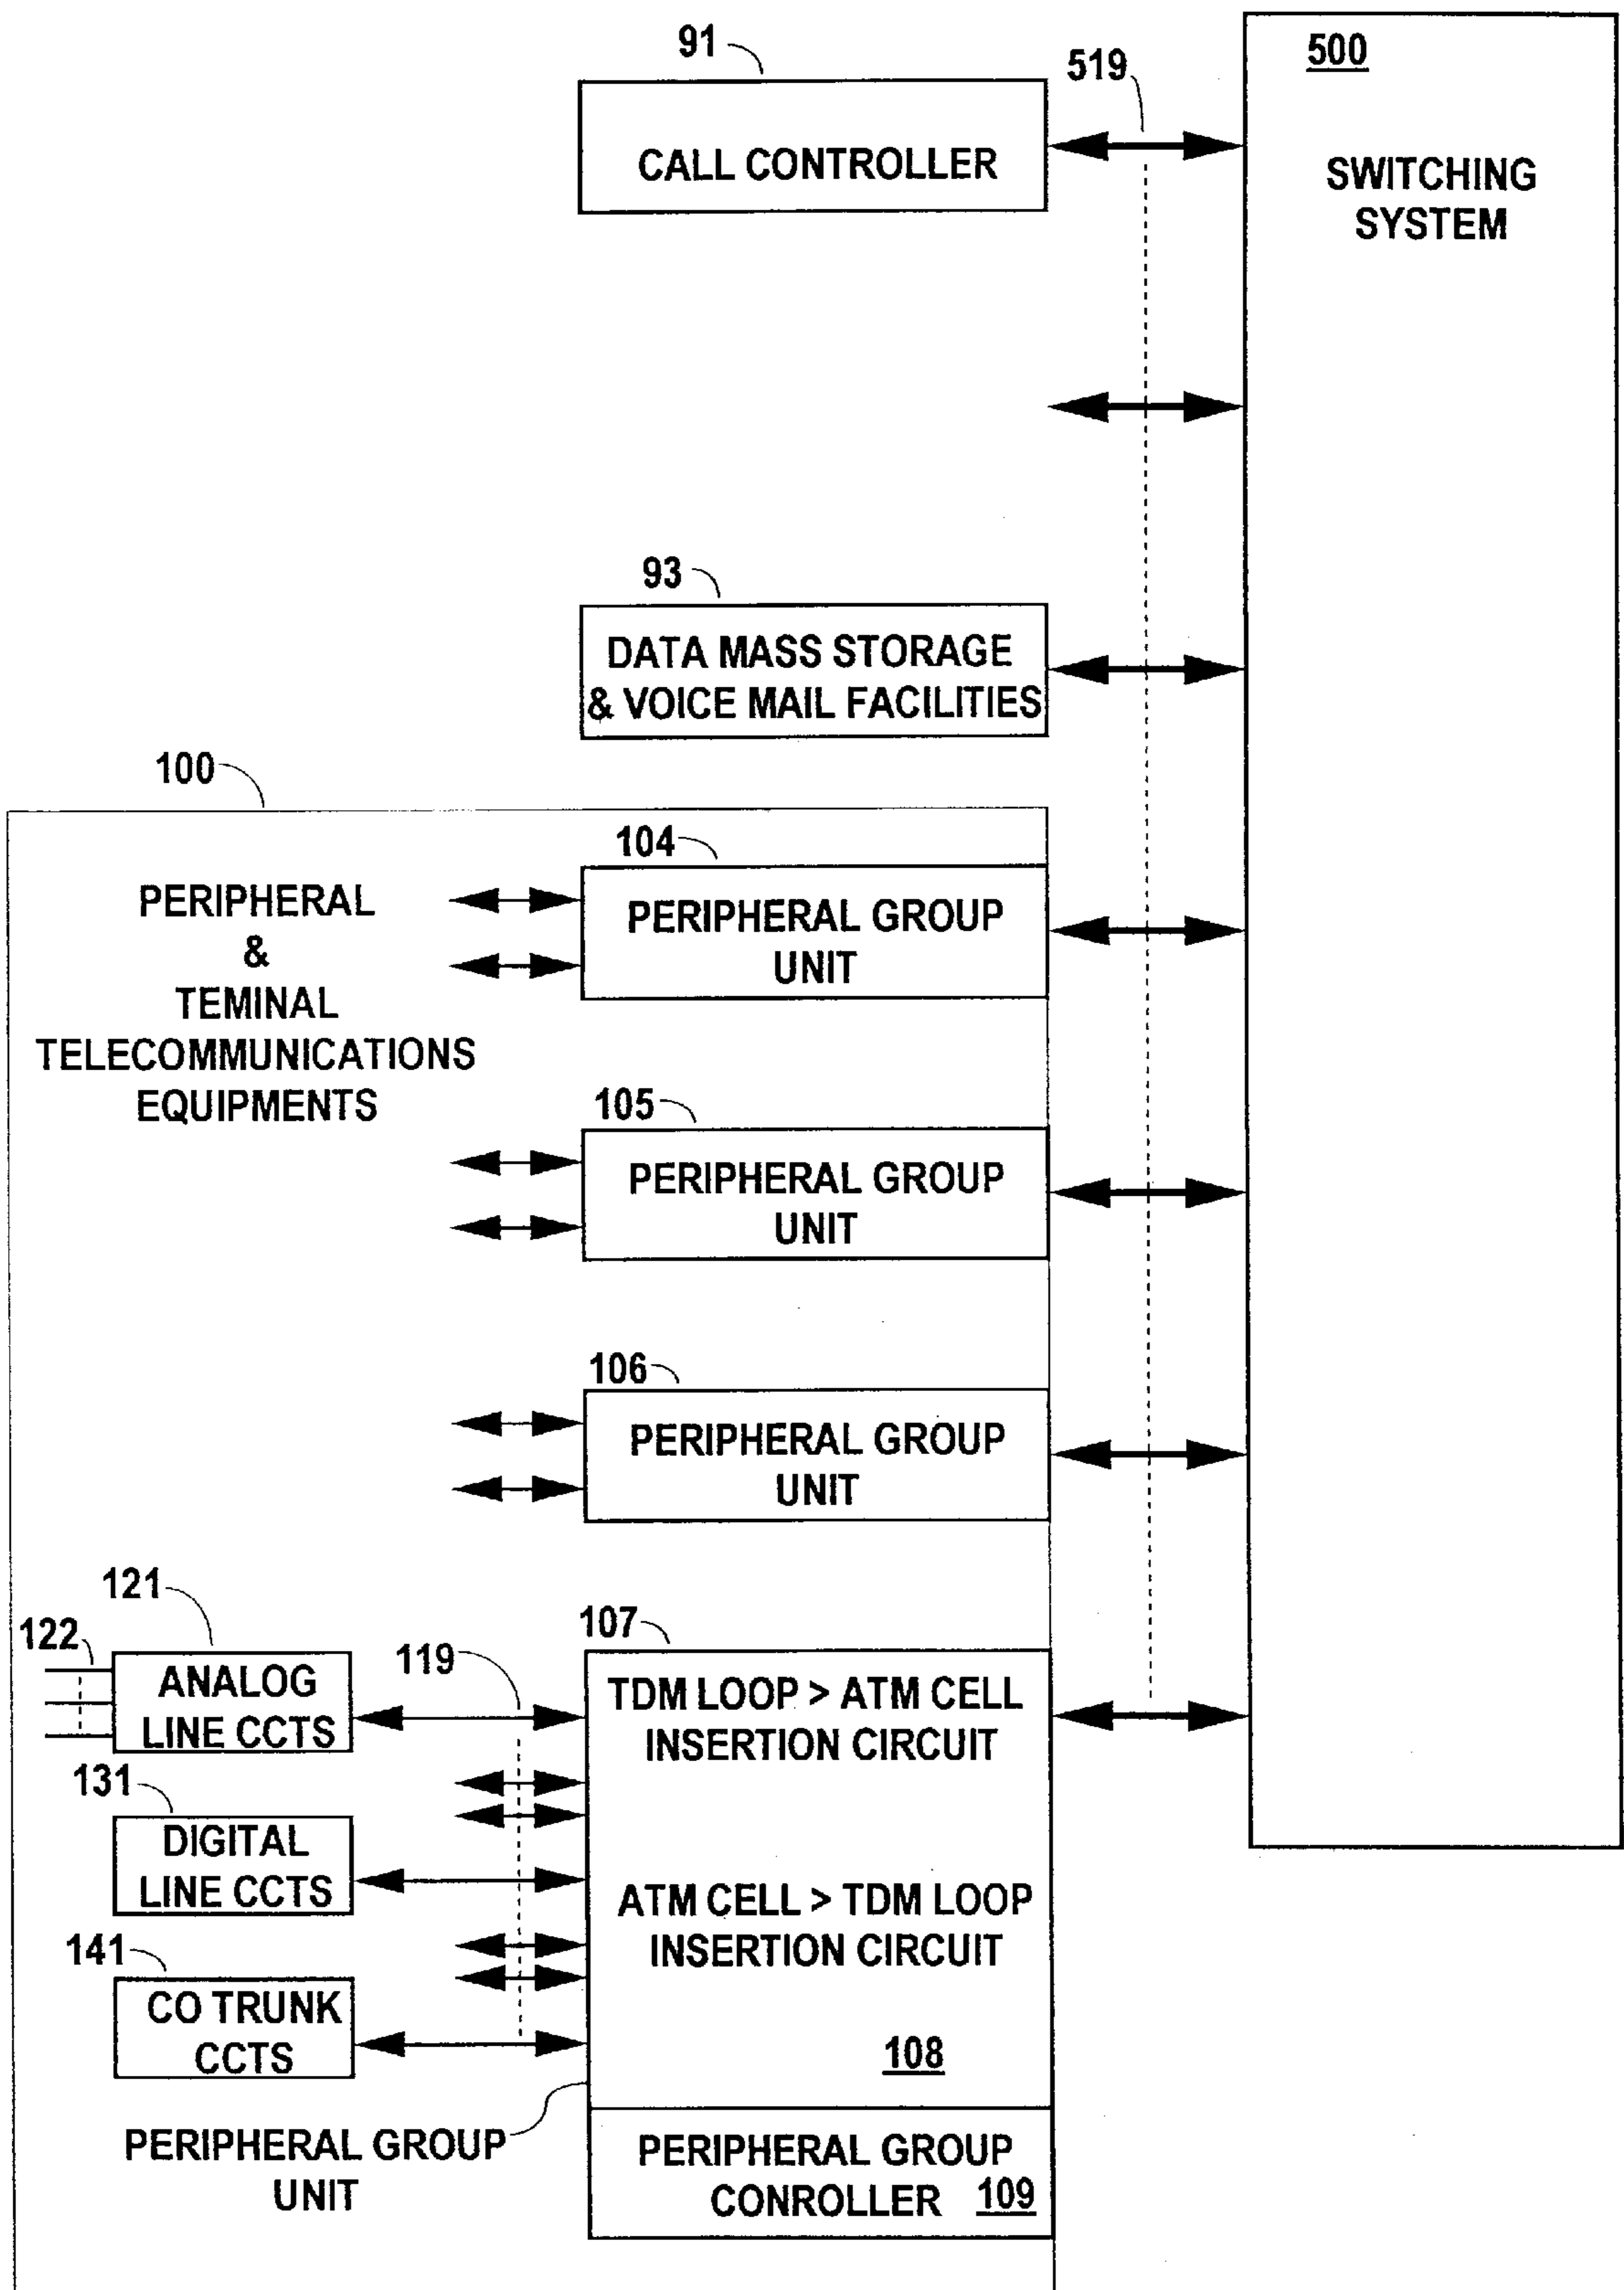 91
519
500
CALL CONTROLLER
SWITCHING
SYSTEM
93
DATA MASS STORAGE
& VOICE MAIL FACILITIES
100
104
PERIPHERAL
&
TEMINAL
TELECOMMUNICATIONS
EQUIPMENTS
PERIPHERAL GROUP
UNIT
105
PERIPHERAL GROUP
UNIT
106
PERIPHERAL GROUP
UNIT
121
122
ANALOG
LINE CCTS
119
107
TDM LOOP > ATM CELL
INSERTION CIRCUIT
131
DIGITAL
LINE CCTS
ATM CELL > TDM LOOP
INSERTION CIRCUIT
141
CO TRUNK
CCTS
108
PERIPHERAL GROUP
UNIT
PERIPHERAL GROUP
CONROLLER 109